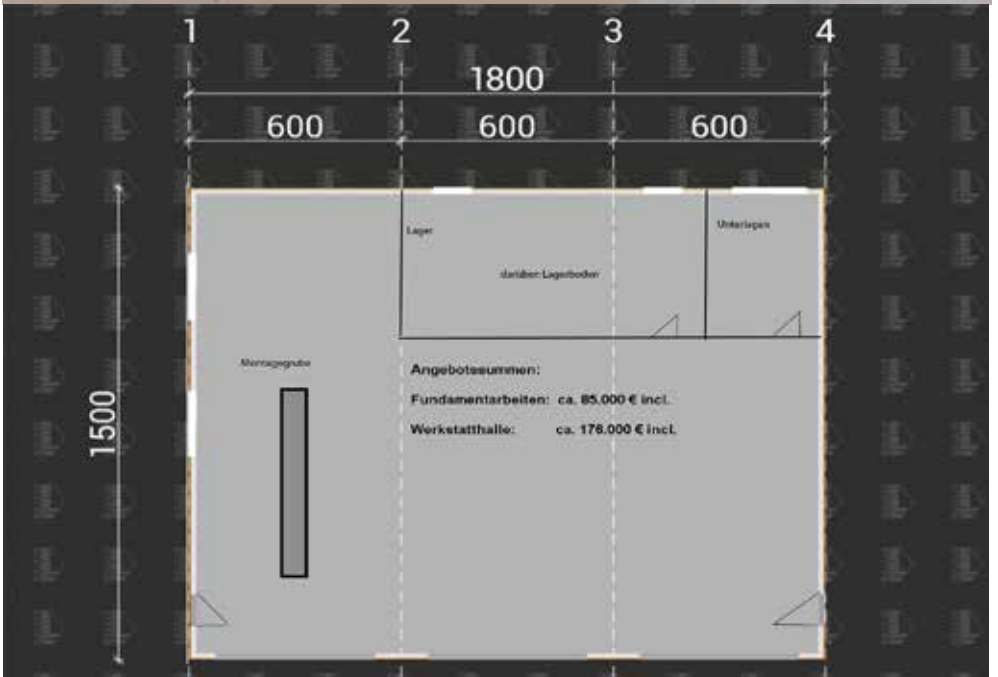 1 2 3 4
1800
600 600 600
1500
Lager
Unterlagen
darüber: Lagerboden
Montagegrube
Angebotssummen:
Fundamentarbeiten: ca. 85.000 € incl.
Werkstatthalle: ca. 176.000 € incl.